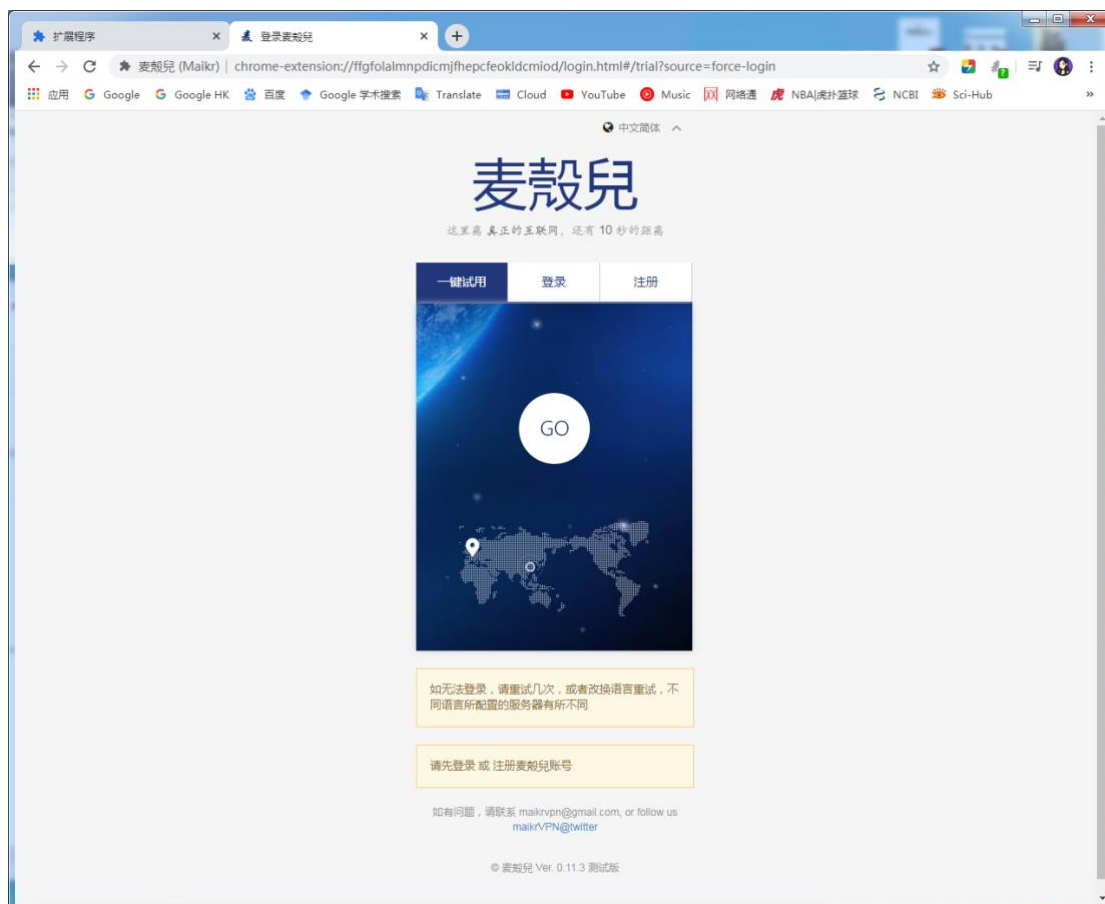 扩展程序
登录麦殻兒
麦殻兒 (Maikr) | chrome-extension://ffgfolalmnpdicmjfhepcfeokldcmiod/login.html#/trial?source=force-login
应用 Google Google HK 百度 Google 学术搜索 Translate Cloud YouTube Music 网络通 NBA|虎扑篮球 NCBI Sci-Hub »
中文简体
麦殻兒
这里离 真正的互联网，还有 10 秒的距离
一键试用 登录 注册
GO
如无法登录，请重试几次，或者改换语言重试，不
同语言所配置的服务器有所不同
请先登录 或 注册麦殻兒账号
如有问题，请联系 maikrvpn@gmail.com, or follow us
maikrVPN@twitter
© 麦殻兒 Ver. 0.11.3 测试版